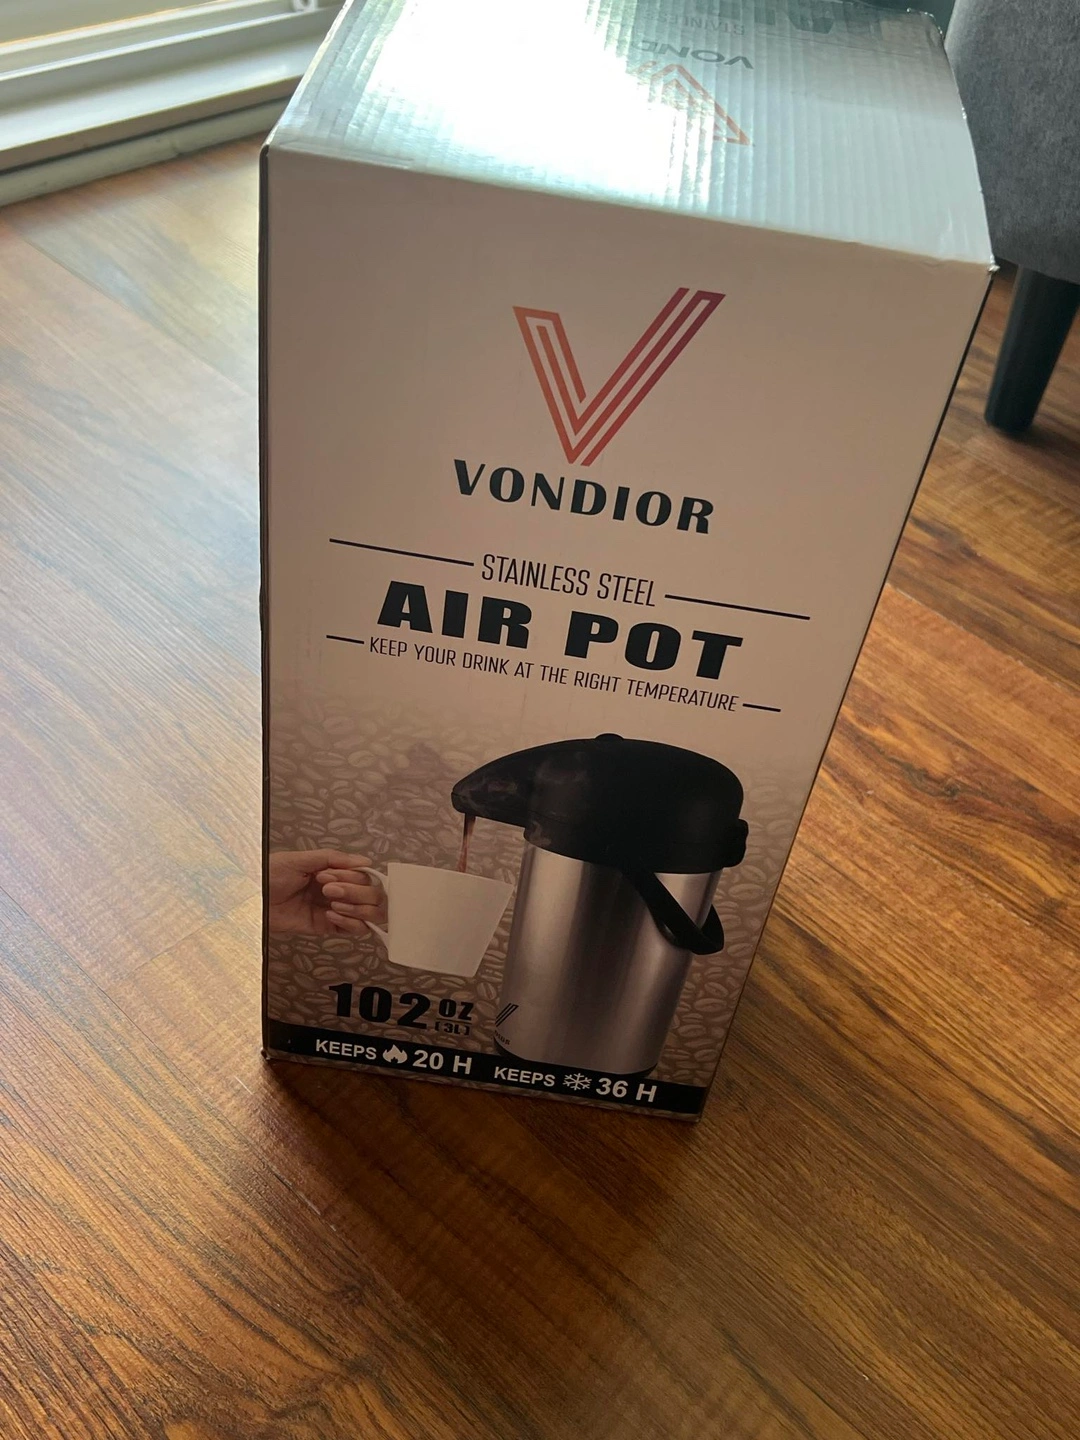 STAINLESS
VONDIOR
STAINLESS STEEL
AIR POT
KEEP YOUR DRINK AT THE RIGHT TEMPERATURE
102 OZ
[3L]
KEEPS 20 H KEEPS 36 H